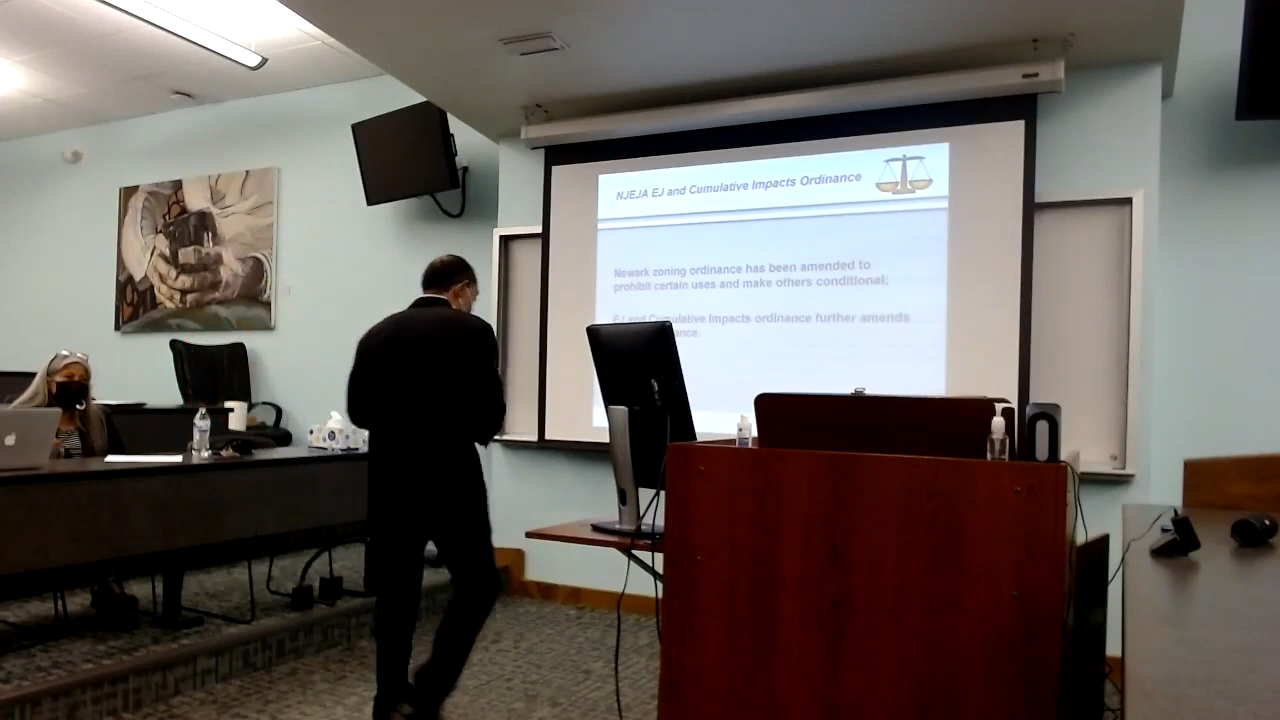 NJEJA EJ and Cumulative Impacts Ordinance
Newark zoning ordinance has been amended to
prohibit certain uses and make others conditional;
EJ and Cumulative Impacts ordinance further amends